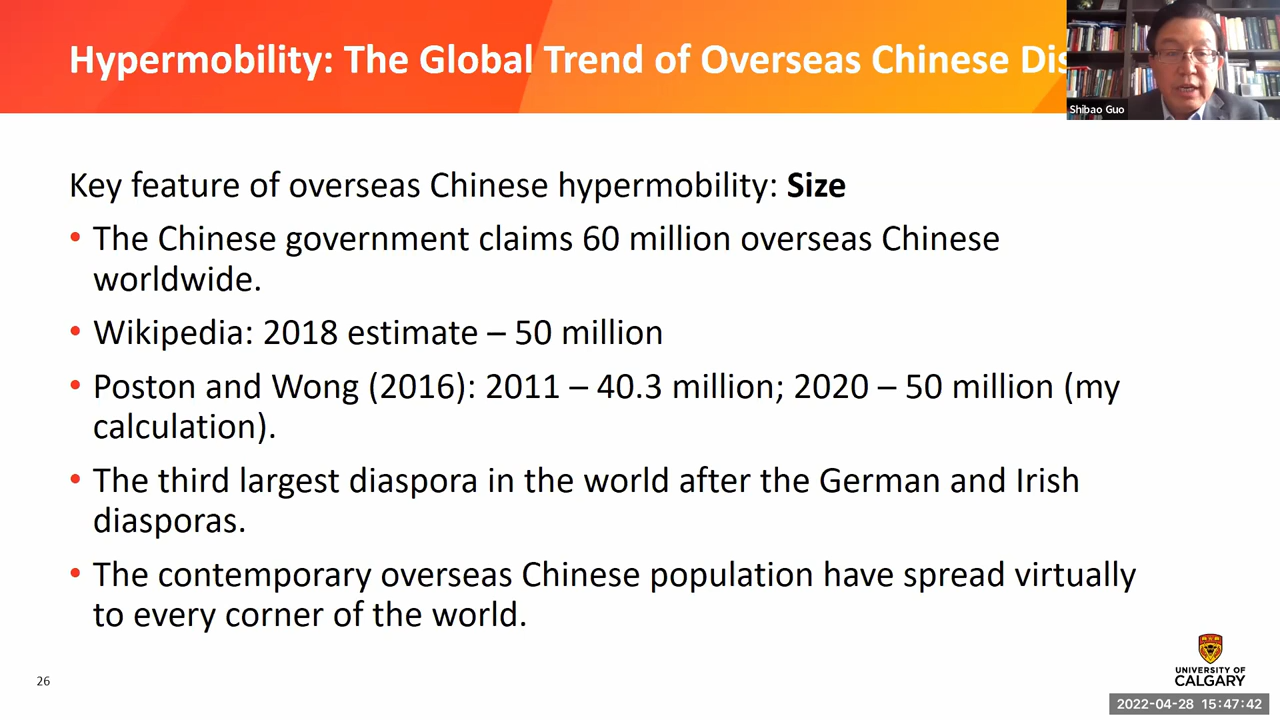 Hypermobility: The Global Trend of Overseas Chinese
Shibao Guo
Key feature of overseas Chinese hypermobility: Size
• The Chinese government claims 60 million overseas Chinese
worldwide.
• Wikipedia: 2018 estimate – 50 million
• Poston and Wong (2016): 2011 – 40.3 million; 2020 – 50 million (my
calculation).
• The third largest diaspora in the world after the German and Irish
diasporas.
• The contemporary overseas Chinese population have spread virtually
to every corner of the world.
26
UNIVERSITY OF
CALGARY
2022-04-28 15:47:42